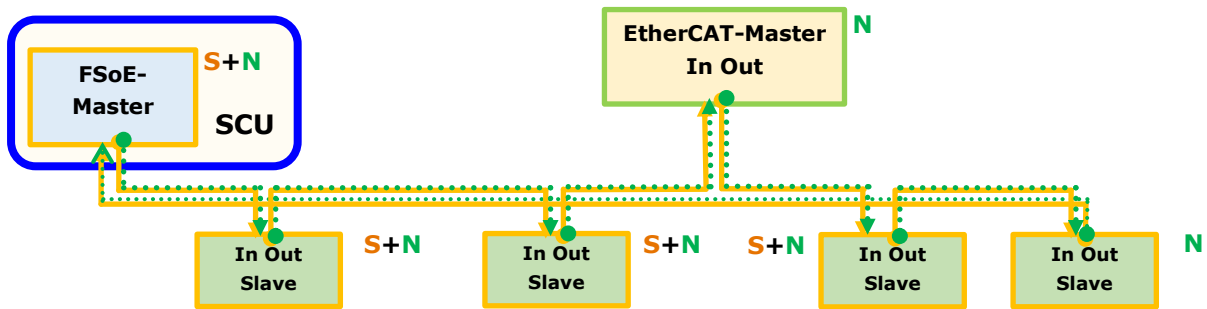 FSoE-
Master
S+N
SCU
EtherCAT-Master
In Out
N
In Out
Slave
S+N
In Out
Slave
S+N
S+N
In Out
Slave
In Out
Slave
N